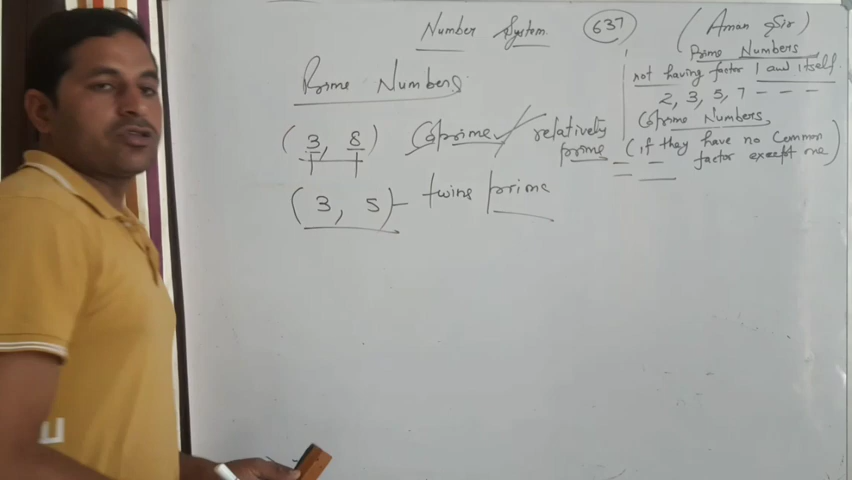 Number System 637 (Aman Sir)
Prime Numbers
(3, 8) Coprime relatively prime
(3, 5) - twins prime
Prime Numbers
not having factor 1 and itself.
2, 3, 5, 7 - - -
Coprime Numbers,
(if they have no common
factor except one)